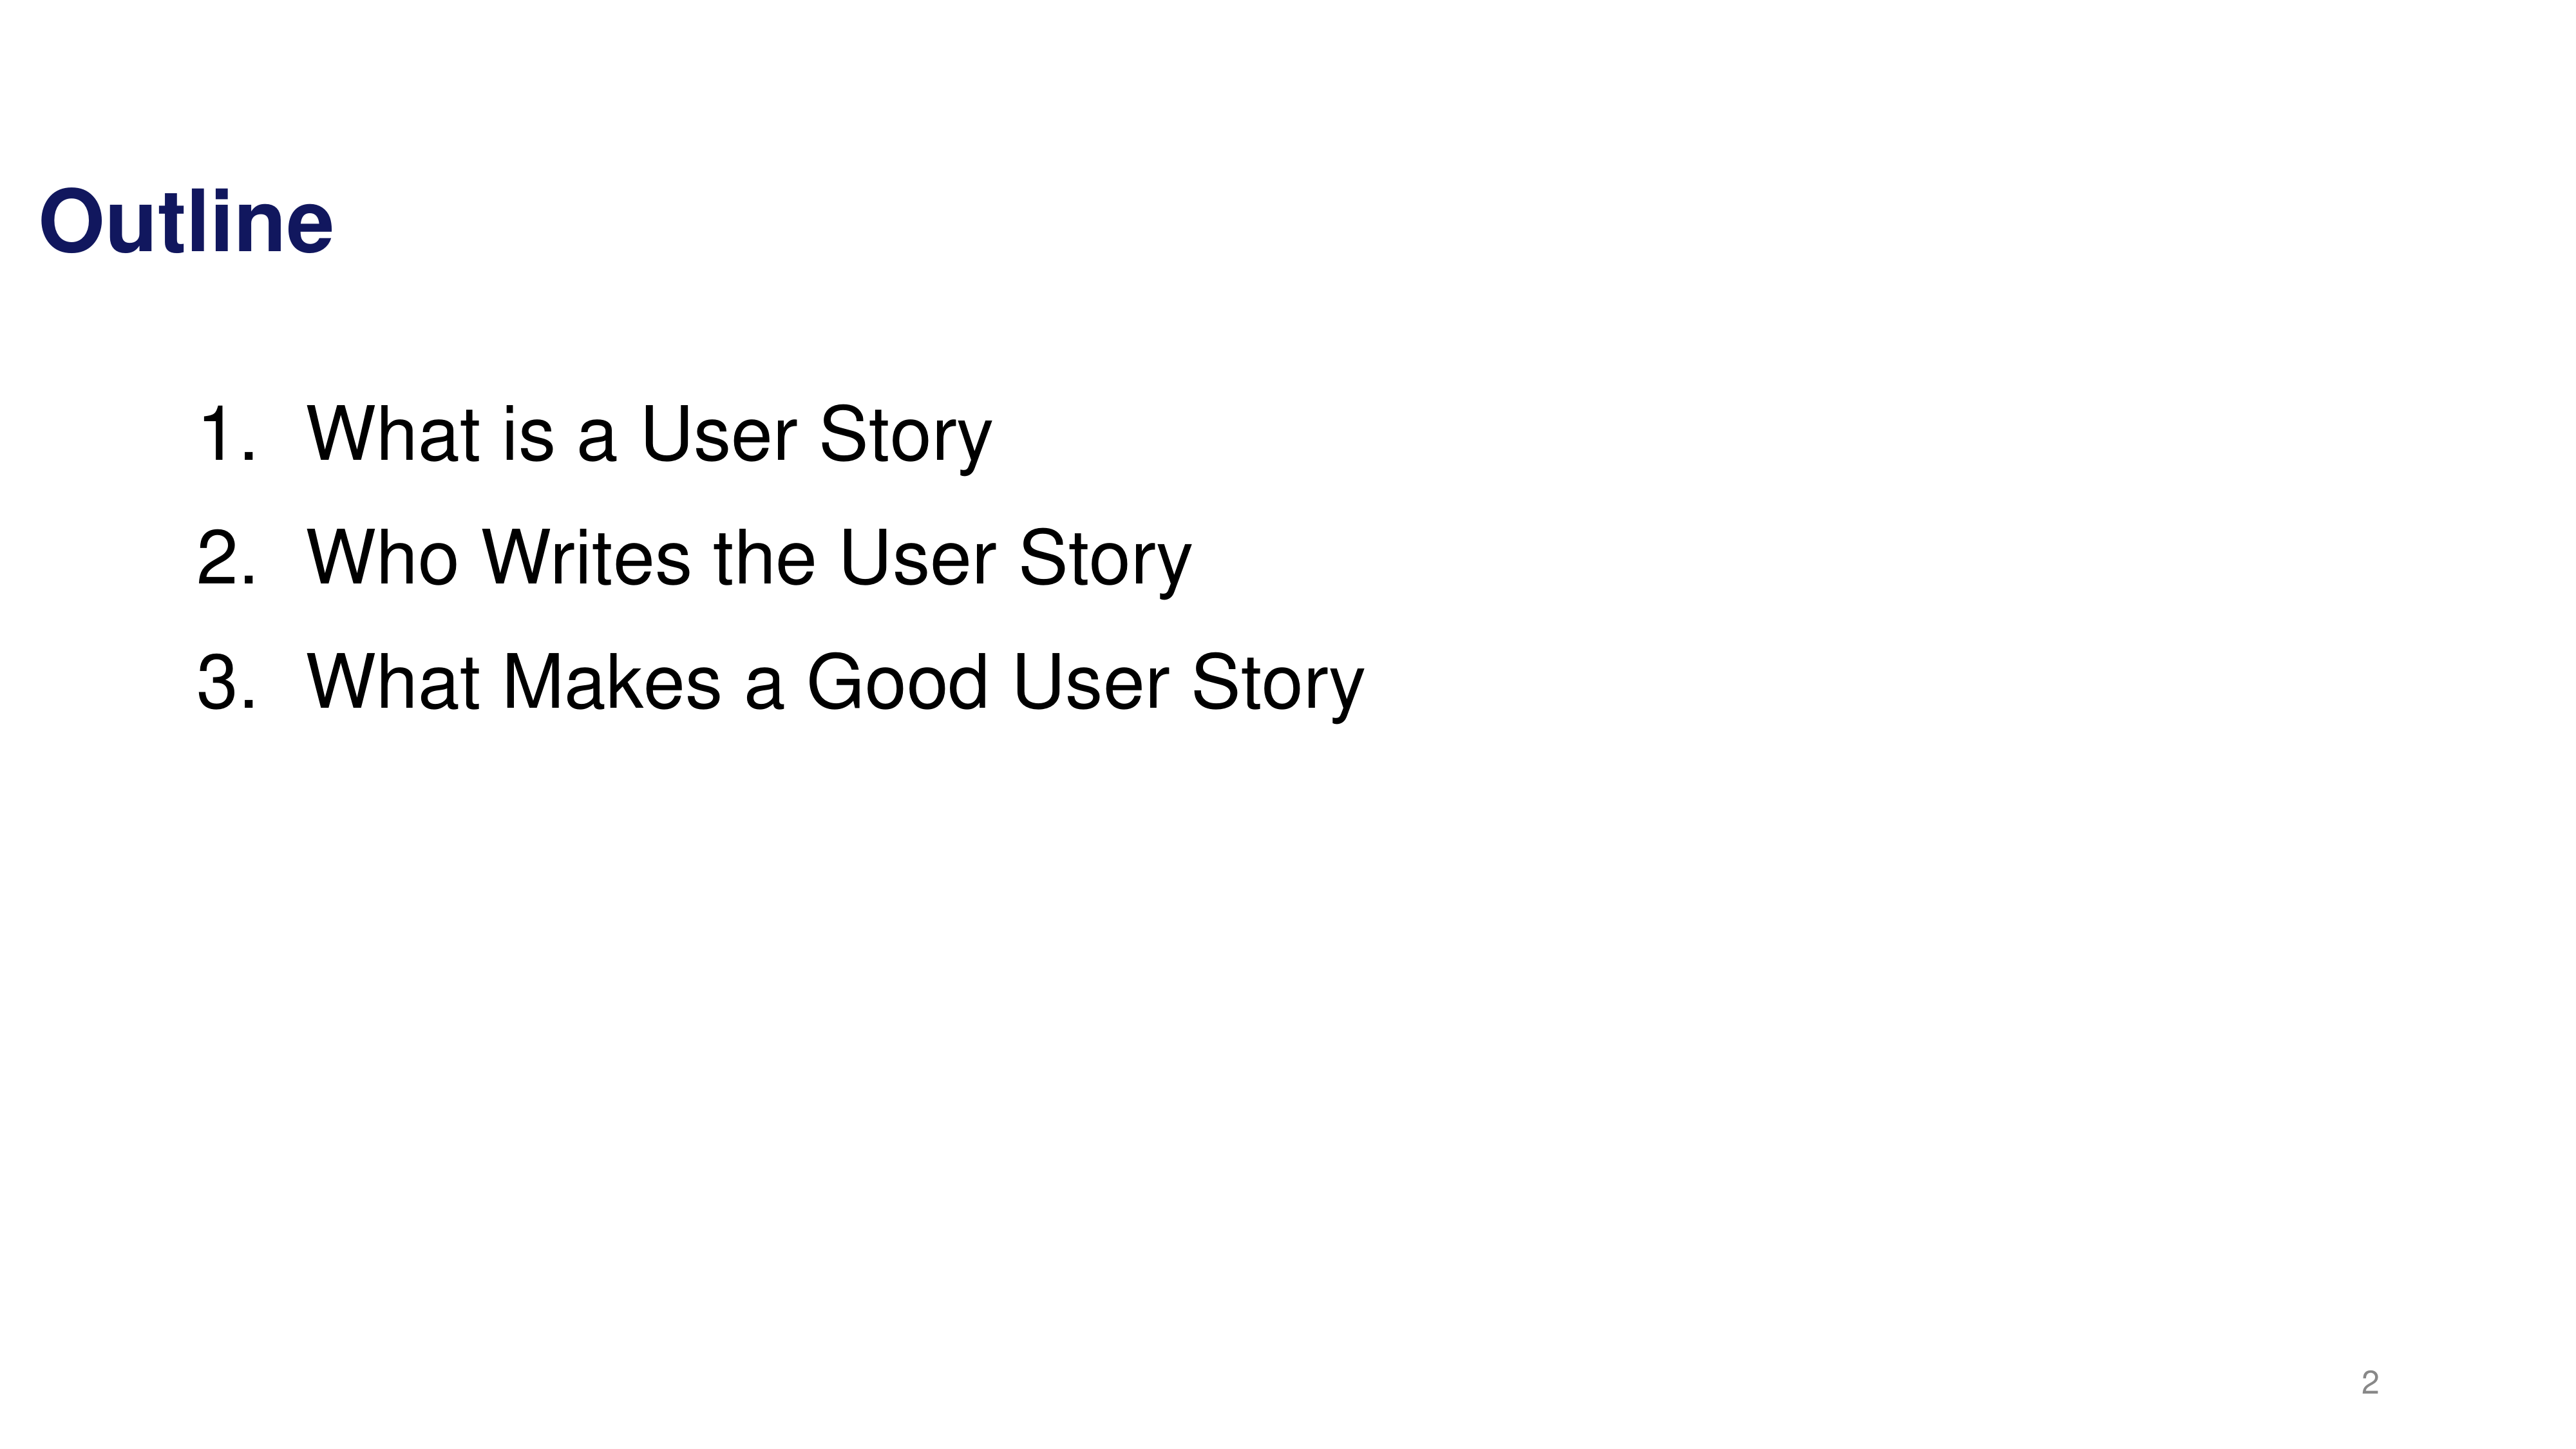 Outline
1. What is a User Story
2. Who Writes the User Story
3. What Makes a Good User Story
2